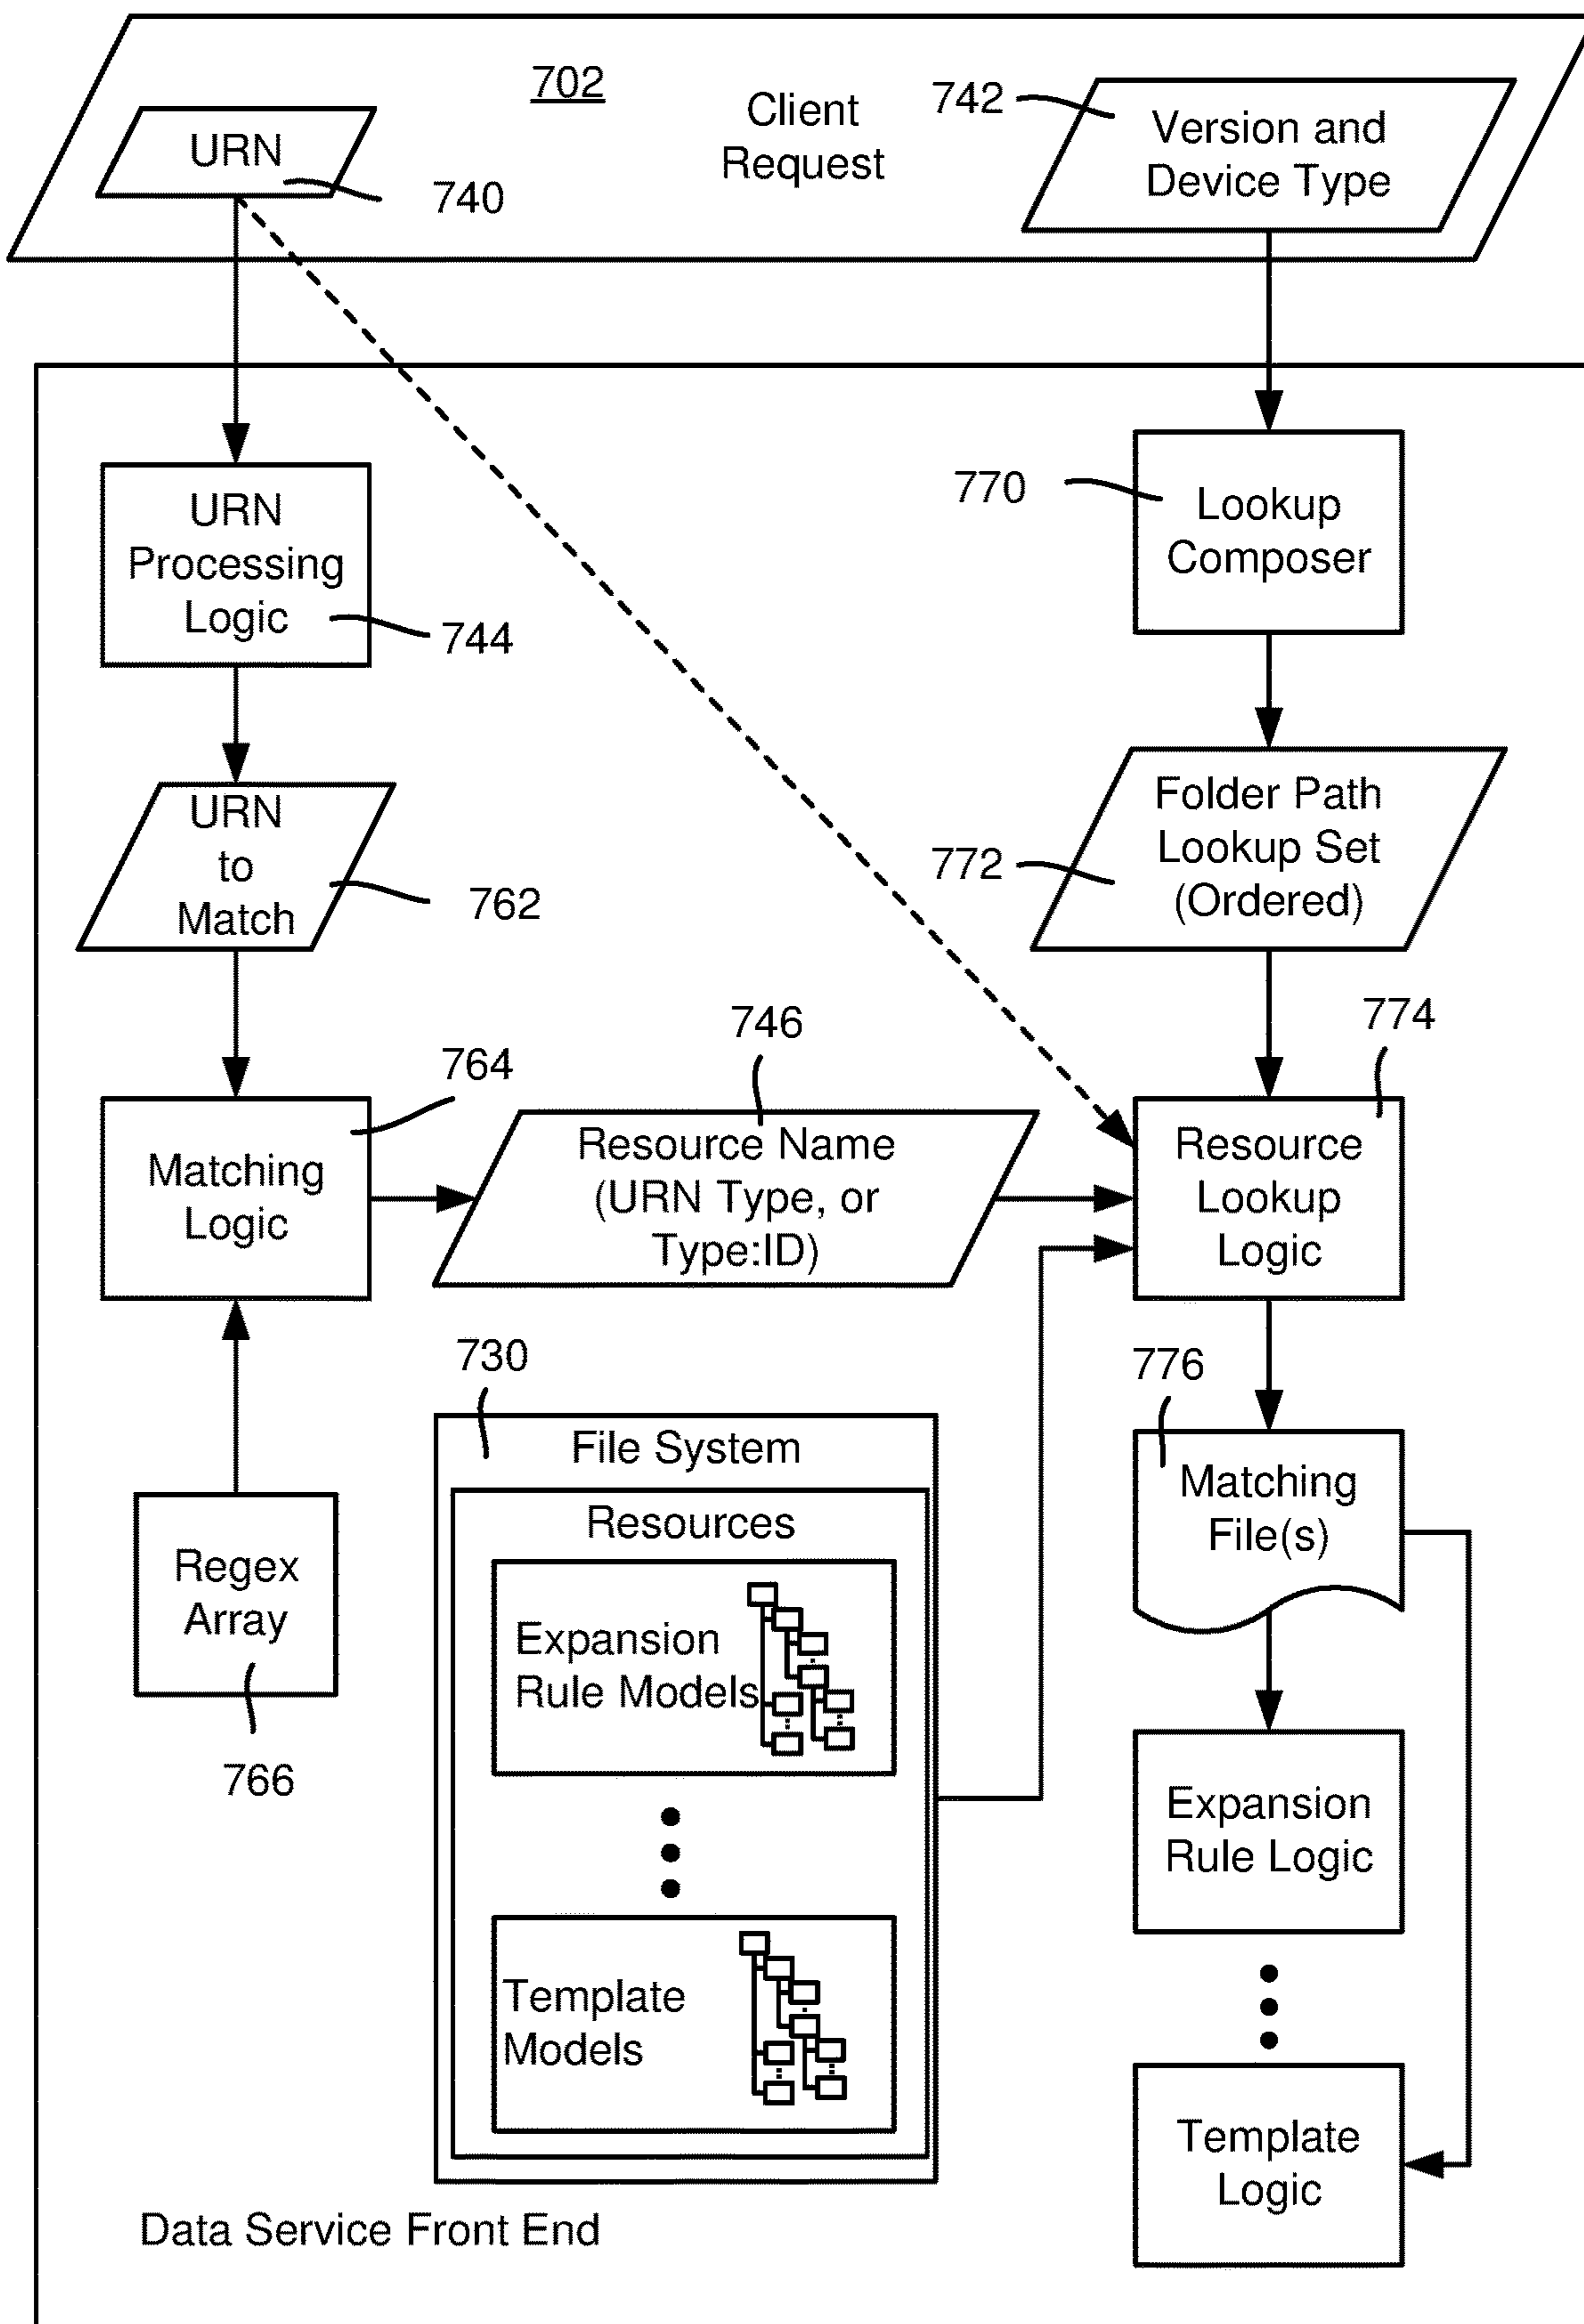 702
Client
Request
URN
740
742
Version and
Device Type
URN
Processing
Logic
744
770
Lookup
Composer
URN
to
Match
762
772
Folder Path
Lookup Set
(Ordered)
764
Matching
Logic
746
Resource Name
(URN Type, or
Type:ID)
774
Resource
Lookup
Logic
730
File System
Resources
Expansion
Rule Models
Template
Models
776
Matching
File(s)
Regex
Array
766
Expansion
Rule Logic
Template
Logic
Data Service Front End